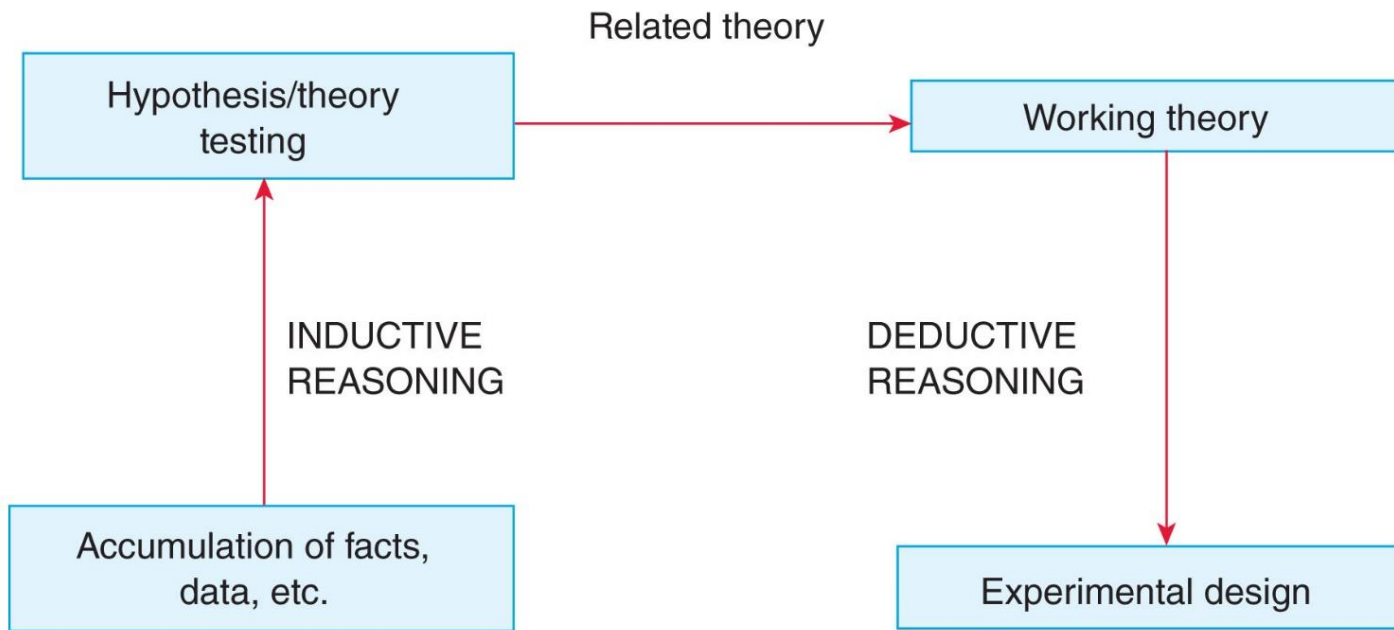 Related theory
Hypothesis/theory
testing
Working theory
INDUCTIVE
REASONING
DEDUCTIVE
REASONING
Accumulation of facts,
data, etc.
Experimental design